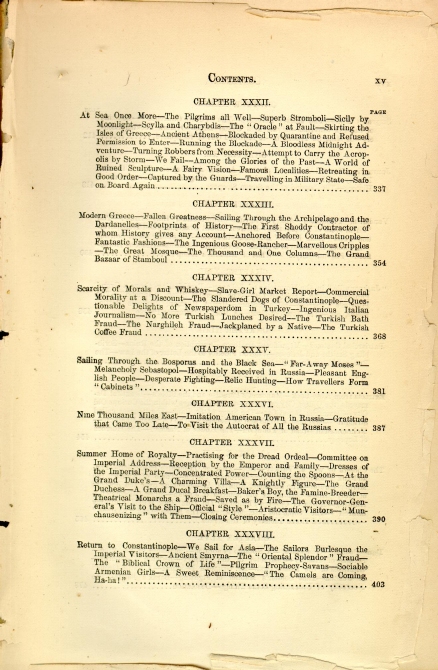 CONTENTS. xv
CHAPTER XXXII.
PAGE
At Sea Once More—The Pilgrims all Well—Superb Stromboli—Sicily by
Moonlight—Scylla and Charybdis—The "Oracle" at Fault—Skirting the
Isles of Greece—Ancient Athens—Blockaded by Quarantine and Refused
Permission to Enter—Running the Blockade—A Bloodless Midnight Ad-
venture—Turning Robbers from Necessity—Attempt to Carry the Acrop-
olis by Storm—We Fail—Among the Glories of the Past—A World of
Ruined Sculpture—A Fairy Vision—Famous Localities—Retreating in
Good Order—Captured by the Guards—Travelling in Military State—Safe
on Board Again 337
CHAPTER XXXIII.
Modern Greece—Fallen Greatness—Sailing Through the Archipelago and the
Dardanelles—Footprints of History—The First Shoddy Contractor of
whom History gives any Account—Anchored Before Constantinople—
Fantastic Fashions—The Ingenious Goose-Rancher—Marvellous Cripples
—The Great Mosque—The Thousand and One Columns—The Grand
Bazaar of Stamboul 354
CHAPTER XXXIV.
Scarcity of Morals and Whiskey—Slave-Girl Market Report—Commercial
Morality at a Discount—The Slandered Dogs of Constantinople—Ques-
tionable Delights of Newspaperdom in Turkey—Ingenious Italian
Journalism—No More Turkish Lunches Desired—The Turkish Bath
Fraud—The Narghileh Fraud—Jackplaned by a Native—The Turkish
Coffee Fraud 368
CHAPTER XXXV.
Sailing Through the Bosporus and the Black Sea—"Far-Away Moses"—
Melancholy Sebastopol—Hospitably Received in Russia—Pleasant Eng-
lish People—Desperate Fighting—Relic Hunting—How Travellers Form
"Cabinets" 381
CHAPTER XXXVI.
Nine Thousand Miles East—Imitation American Town in Russia—Gratitude
that Came Too Late—To Visit the Autocrat of All the Russias 387
CHAPTER XXXVII.
Summer Home of Royalty—Practising for the Dread Ordeal—Committee on
Imperial Address—Reception by the Emperor and Family—Dresses of
the Imperial Party—Concentrated Power—Counting the Spoons—At the
Grand Duke's—A Charming Villa—A Knightly Figure—The Grand
Duchess—A Grand Ducal Breakfast—Baker's Boy, the Famine-Breeder—
Theatrical Monarchs a Fraud—Saved as by Fire—The Governor-Gen-
eral's Visit to the Ship—Official "Style"—Aristocratic Visitors—"Mun-
chausenizing" with Them—Closing Ceremonies 390
CHAPTER XXXVIII.
Return to Constantinople—We Sail for Asia—The Sailors Burlesque the
Imperial Visitors—Ancient Smyrna—The "Oriental Splendor" Fraud—
The "Biblical Crown of Life"—Pilgrim Prophecy-Savans—Sociable
Armenian Girls—A Sweet Reminiscence—"The Camels are Coming,
Ha-ha!" 403